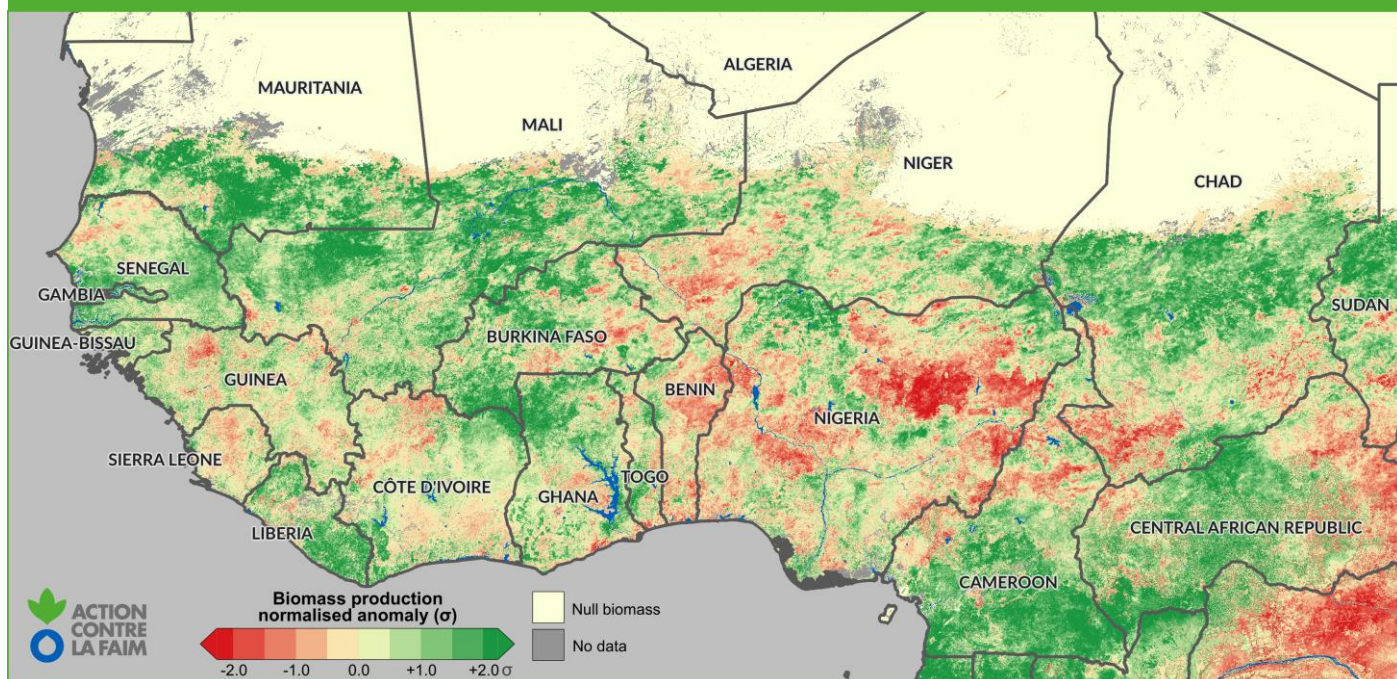 ALGERIA
MAURITANIA
MALI
NIGER
CHAD
SENEGAL
GAMBIA
SUDAN
GUINEA-BISSAU
BURKINA FASO
GUINEA
BENIN
NIGERIA
SIERRA LEONE
CÔTE D'IVOIRE
TOGO
GHANA
LIBERIA
CENTRAL AFRICAN REPUBLIC
CAMEROON
ACTION
CONTRE
LA FAIM
Biomass production
normalised anomaly (σ)
-2.0 -1.0 0.0 +1.0 +2.0 σ
Null biomass
No data